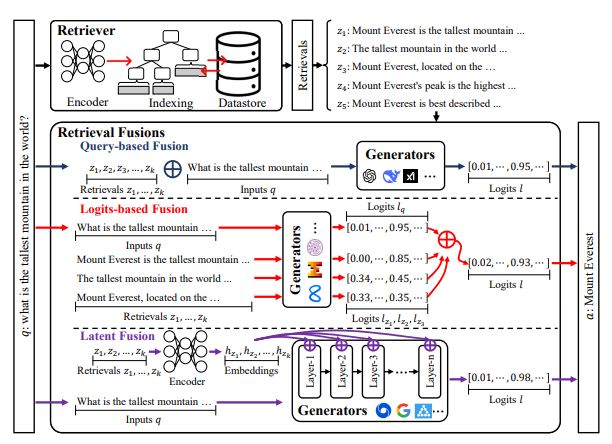 q: what is the tallest mountain in the world?
Retriever
Encoder
Indexing
Datastore
Retrievals
z1: Mount Everest is the tallest mountain ...
z2: The tallest mountain in the world ...
z3: Mount Everest, located on the ...
z4: Mount Everest's peak is the highest ...
z5: Mount Everest is best described ...
Retrieval Fusions
Query-based Fusion
z1, z2, z3, ..., zk
Retrievals z1, ..., zk
What is the tallest mountain ...
Inputs q
Generators
...
[0.01, ⋯, 0.95, ⋯]
Logits l
Logits-based Fusion
What is the tallest mountain ...
Inputs q
Mount Everest is the tallest mountain ...
The tallest mountain in the world ...
Mount Everest, located on the ...
Retrievals z1, ..., zk
Generators
...
Logits lq
[0.01, ⋯, 0.95, ⋯]
[0.00, ⋯, 0.85, ⋯]
[0.34, ⋯, 0.45, ⋯]
[0.33, ⋯, 0.35, ⋯]
Logits lz1, lz2, lz3
[0.02, ⋯, 0.93, ⋯]
Logits l
Latent Fusion
z1, z2, ..., zk
Retrievals z1, ..., zk
Encoder
hz1, hz2, ..., hzk
Embeddings
What is the tallest mountain ...
Inputs q
Layer-1
Layer-2
Layer-3
...
Layer-n
Generators
...
[0.01, ⋯, 0.98, ⋯]
Logits l
a: Mount Everest